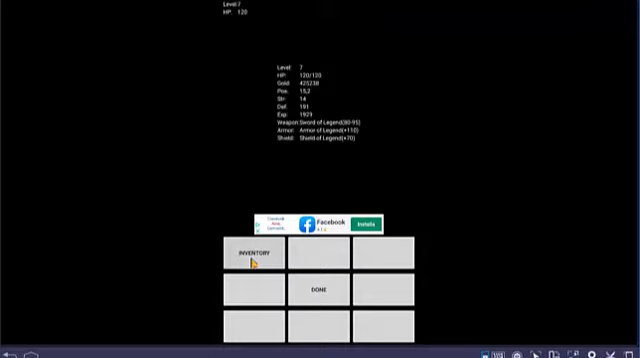 Level:7
HP: 120
Level: 7
HP: 120/120
Gold: 425238
Pos: 15,2
Str: 14
Def: 191
Exp: 1929
Weapon:Sword of Legend(80-95)
Armor: Armor of Legend(+110)
Shield: Shield of Legend(+70)
Facebook
Installs
INVENTORY
DONE